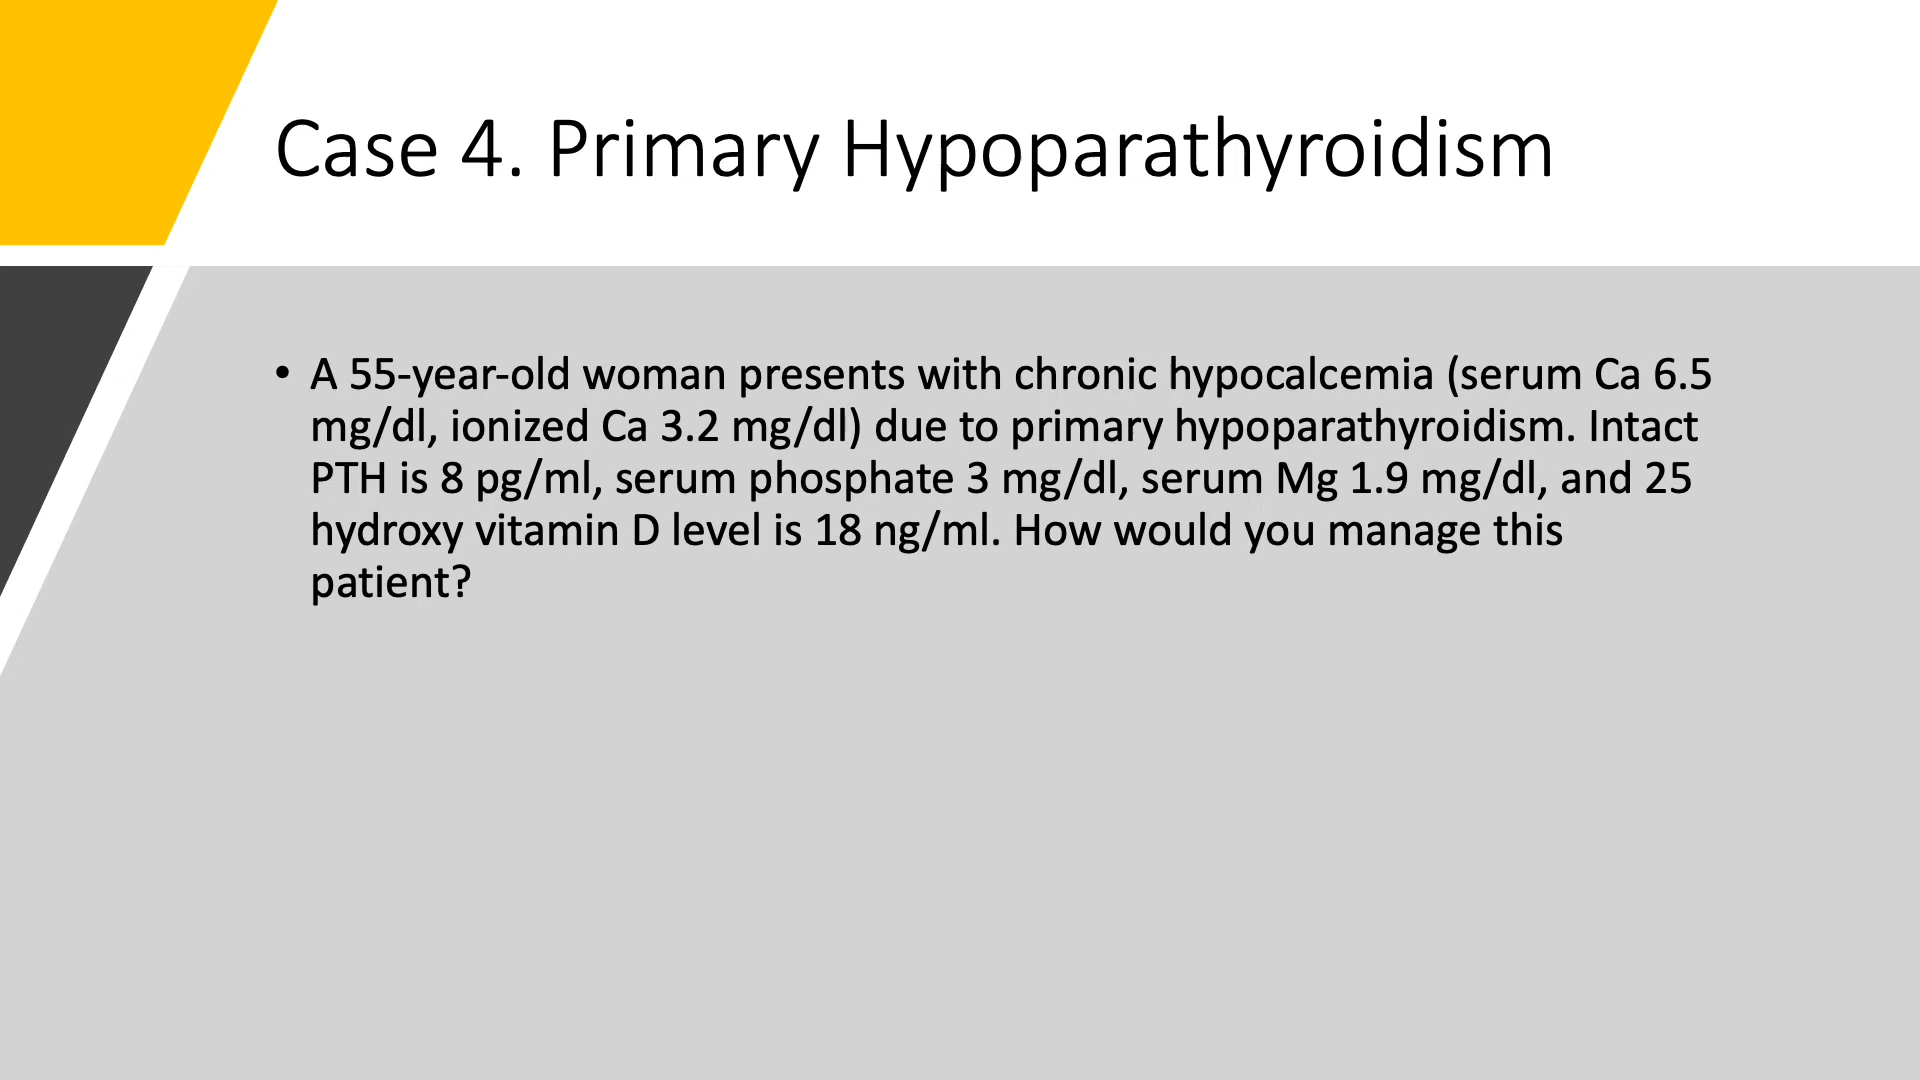 Case 4. Primary Hypoparathyroidism
• A 55-year-old woman presents with chronic hypocalcemia (serum Ca 6.5
mg/dl, ionized Ca 3.2 mg/dl) due to primary hypoparathyroidism. Intact
PTH is 8 pg/ml, serum phosphate 3 mg/dl, serum Mg 1.9 mg/dl, and 25
hydroxy vitamin D level is 18 ng/ml. How would you manage this
patient?